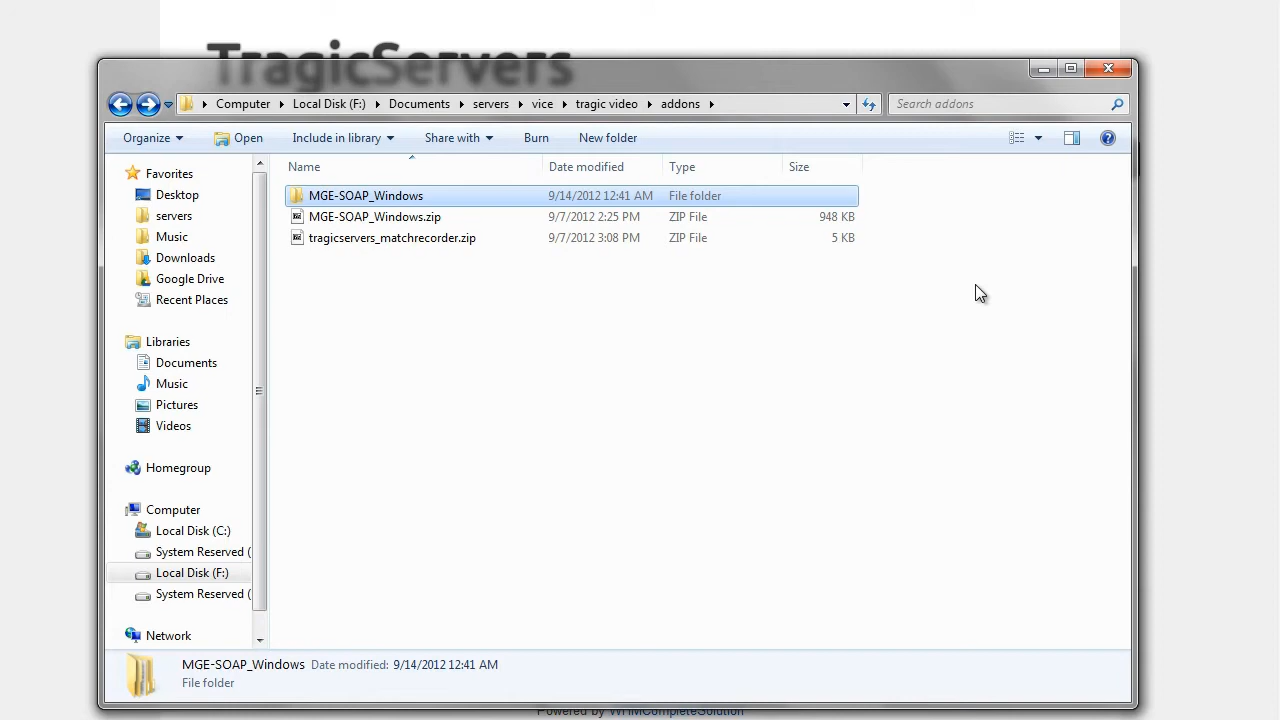 TragicServers
Computer Local Disk (F:) Documents servers vice tragic video addons Search addons
Organize Open Include in library Share with Burn New folder
Name Date modified Type Size
MGE-SOAP_Windows 9/14/2012 12:41 AM File folder
MGE-SOAP_Windows.zip 9/7/2012 2:25 PM ZIP File 948 KB
tragicservers_matchrecorder.zip 9/7/2012 3:08 PM ZIP File 5 KB
Favorites
Desktop
servers
Music
Downloads
Google Drive
Recent Places
Libraries
Documents
Music
Pictures
Videos
Homegroup
Computer
Local Disk (C:)
System Reserved (
Local Disk (F:)
System Reserved (
Network
MGE-SOAP_Windows Date modified: 9/14/2012 12:41 AM
File folder
Powered by WHMCompleteSolution